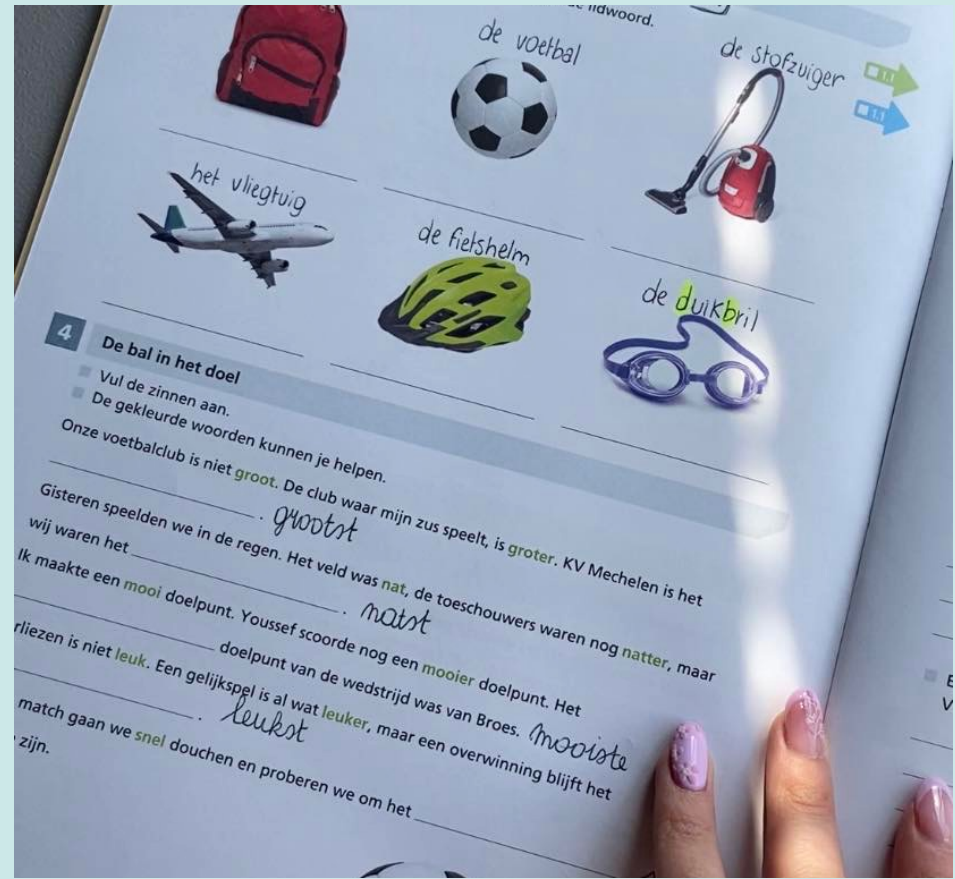 lidwoord.
de voetbal
de stofzuiger
1.1
1.1
het vliegtuig
de fietshelm
de duikbril
4
De bal in het doel
Vul de zinnen aan.
De gekleurde woorden kunnen je helpen.
Onze voetbalclub is niet groot. De club waar mijn zus speelt, is groter. KV Mechelen is het
. grootst
Gisteren speelden we in de regen. Het veld was nat, de toeschouwers waren nog natter, maar
wij waren het . natst
Ik maakte een mooi doelpunt. Youssef scoorde nog een mooier doelpunt. Het
doelpunt van de wedstrijd was van Broes. mooiste
rliezen is niet leuk. Een gelijkspel is al wat leuker, maar een overwinning blijft het
. leukst
match gaan we snel douchen en proberen we om het
zijn.